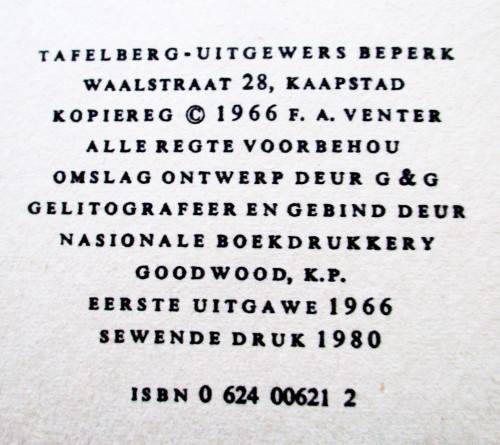 TAFELBERG-UITGEWERS BEPERK
WAALSTRAAT 28, KAAPSTAD
KOPIEREG © 1966 F. A. VENTER
ALLE REGTE VOORBEHOU
OMSLAG ONTWERP DEUR G & G
GELITOGRAFEER EN GEBIND DEUR
NASIONALE BOEKDRUKKERY
GOODWOOD, K.P.
EERSTE UITGAWE 1966
SEWENDE DRUK 1980
ISBN 0 624 00621 2